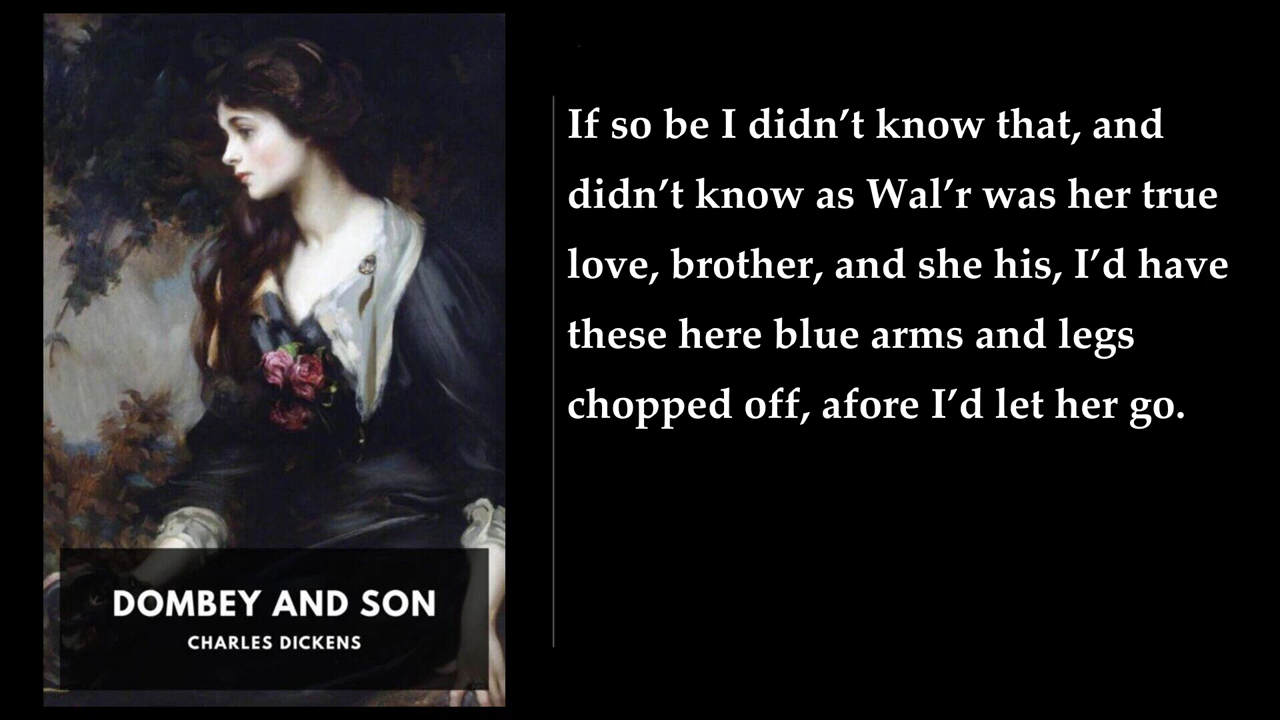 If so be I didn’t know that, and
didn’t know as Wal’r was her true
love, brother, and she his, I’d have
these here blue arms and legs
chopped off, afore I’d let her go.
DOMBEY AND SON
CHARLES DICKENS